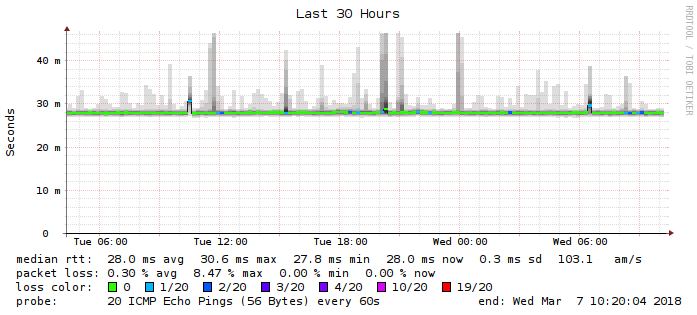 Last 30 Hours
RRDTOOL / TOBI OETIKER
Seconds
40 m
30 m
20 m
10 m
0
Tue 06:00 Tue 12:00 Tue 18:00 Wed 00:00 Wed 06:00
median rtt: 28.0 ms avg 30.6 ms max 27.8 ms min 28.0 ms now 0.3 ms sd 103.1 am/s
packet loss: 0.30 % avg 8.47 % max 0.00 % min 0.00 % now
loss color: 0 1/20 2/20 3/20 4/20 10/20 19/20
probe: 20 ICMP Echo Pings (56 Bytes) every 60s end: Wed Mar 7 10:20:04 2018